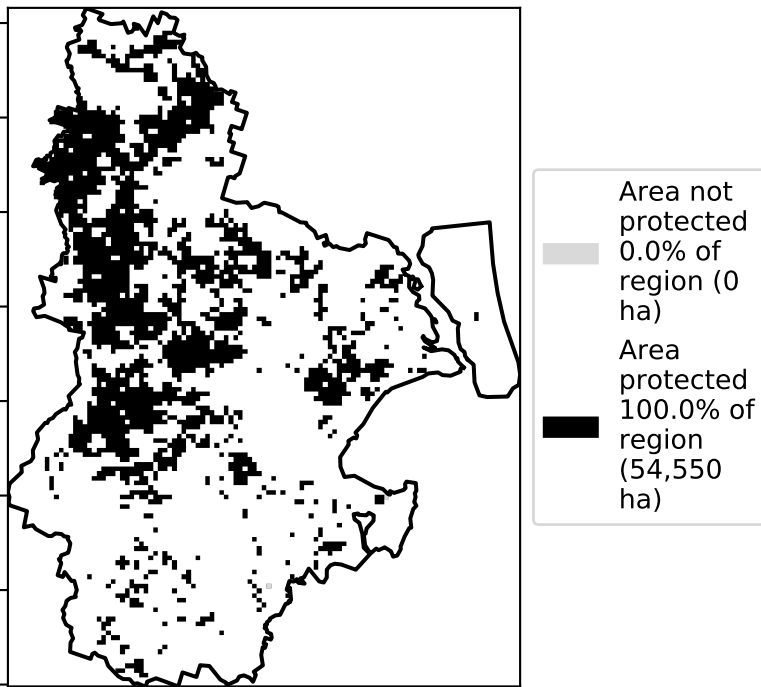 Area not
protected
0.0% of
region (0
ha)
Area
protected
100.0% of
region
(54,550
ha)